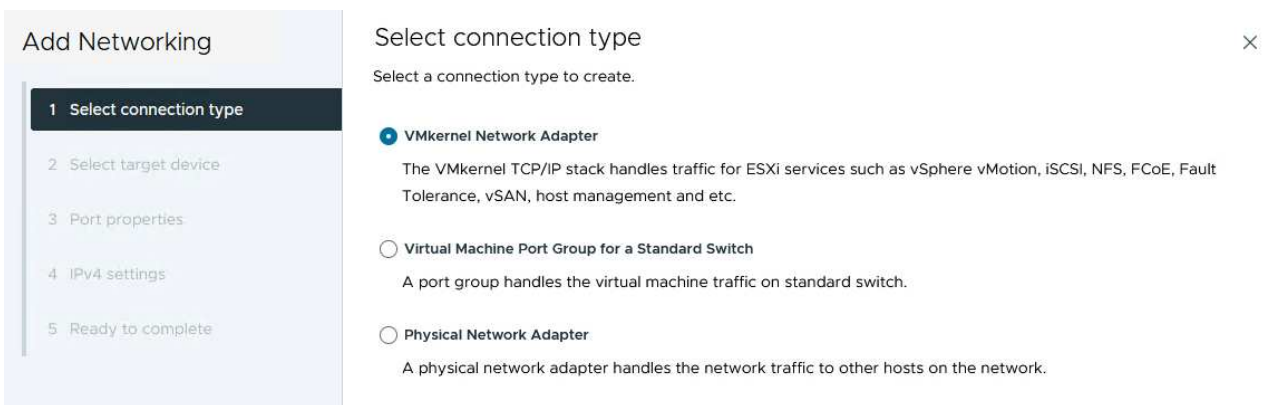 Add Networking
1 Select connection type
2 Select target device
3 Port properties
4 IPv4 settings
5 Ready to complete
Select connection type
Select a connection type to create.
VMkernel Network Adapter
The VMkernel TCP/IP stack handles traffic for ESXi services such as vSphere vMotion, iSCSI, NFS, FCoE, Fault
Tolerance, vSAN, host management and etc.
Virtual Machine Port Group for a Standard Switch
A port group handles the virtual machine traffic on standard switch.
Physical Network Adapter
A physical network adapter handles the network traffic to other hosts on the network.